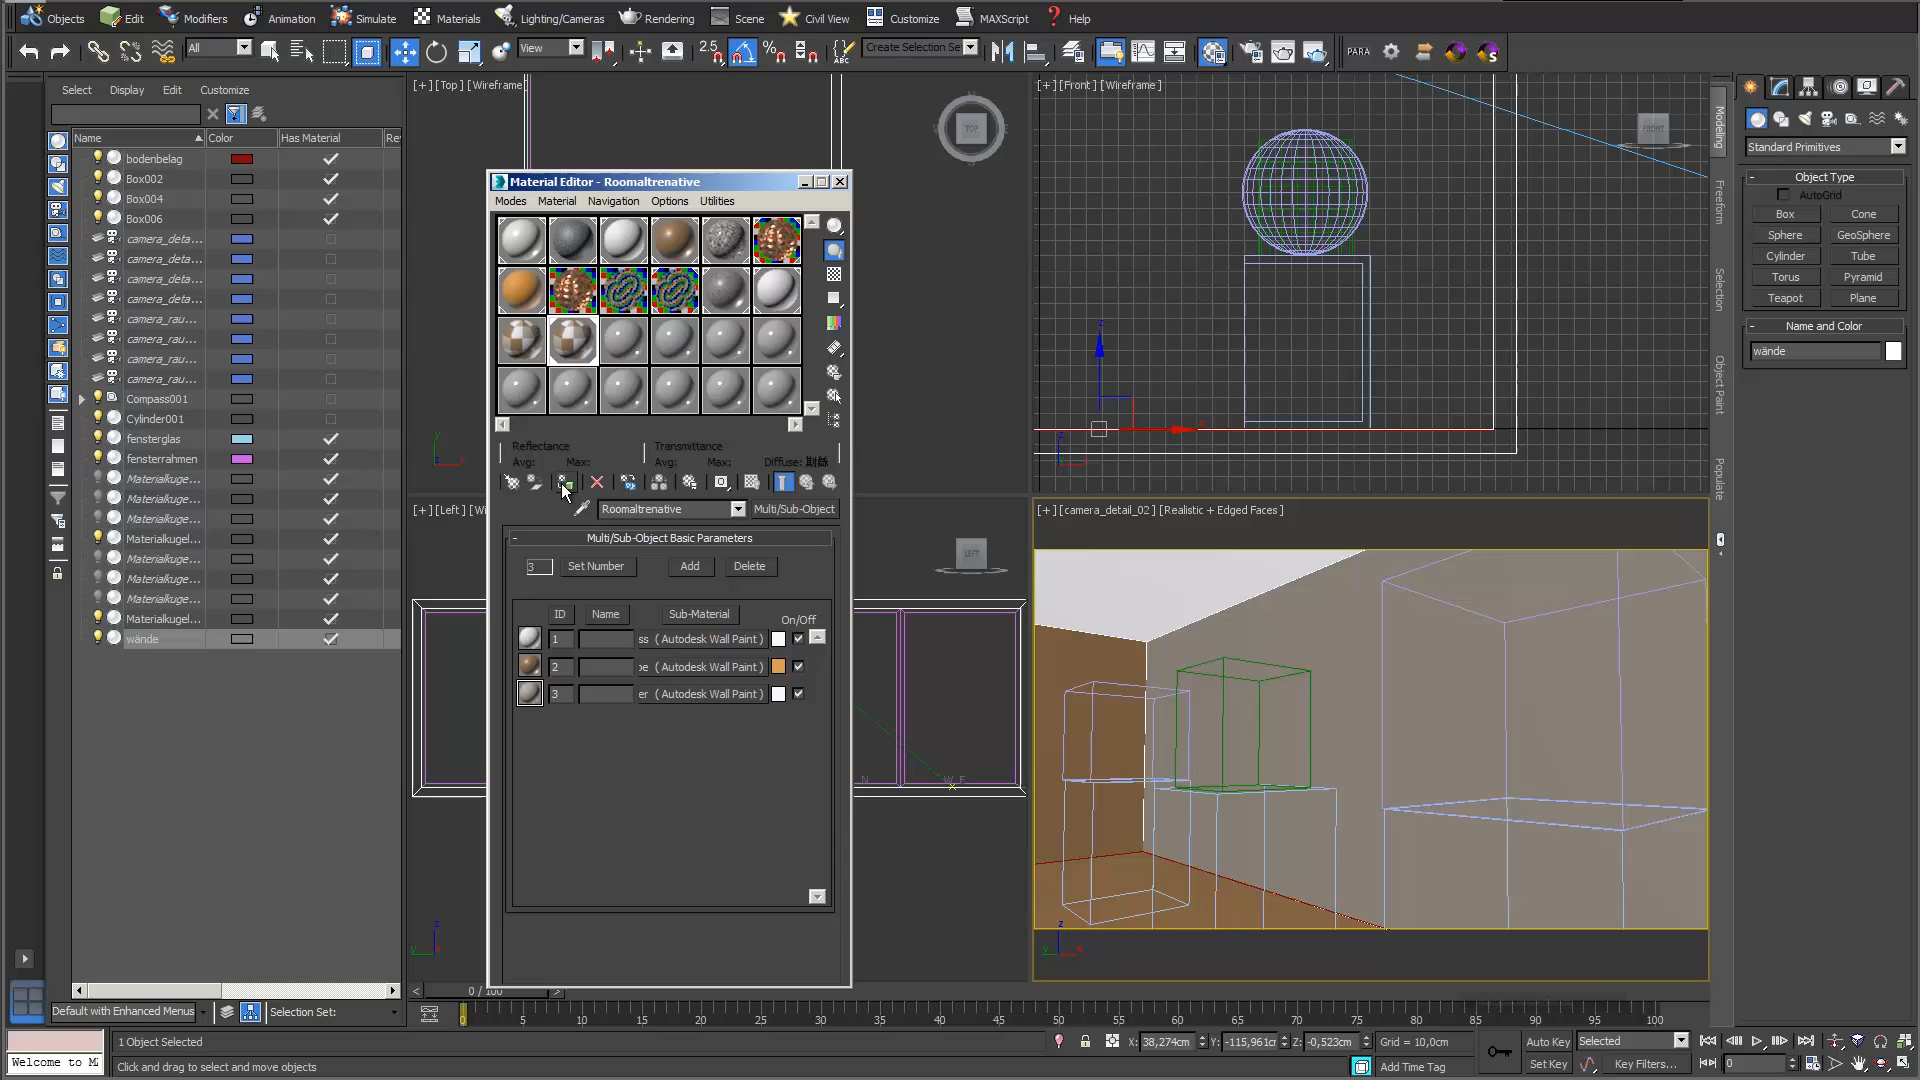 Objects Edit Modifiers Animation Simulate Materials Lighting/Cameras Rendering Scene Civil View Customize MAXScript Help
All View 2.5 Create Selection Se PARA
Select Display Edit Customize
Name Color Has Material Re
bodenbelag
Box002
Box004
Box006
camera_deta...
camera_deta...
camera_deta...
camera_deta...
camera_rau...
camera_rau...
camera_rau...
camera_rau...
Compass001
Cylinder001
fensterglas
fensterrahmen
Materialkuge...
Materialkuge...
Materialkuge...
Materialkugel...
Materialkuge...
Materialkuge...
Materialkuge...
Materialkugel...
wände
[+] [Top] [Wireframe
TOP
[+] [Front] [Wireframe]
FRONT
Material Editor - Roomaltrenative
Modes Material Navigation Options Utilities
Reflectance Transmittance
Avg: Max: Avg: Max: Diffuse:
Roomaltrenative Multi/Sub-Object
- Multi/Sub-Object Basic Parameters
3 Set Number Add Delete
ID Name Sub-Material On/Off
1 ss ( Autodesk Wall Paint )
2 pe ( Autodesk Wall Paint )
3 er ( Autodesk Wall Paint )
[+] [Left] [Wi
LEFT
[+] [camera_detail_02] [Realistic + Edged Faces]
Modeling
Freeform
Selection
Object Paint
Populate
Standard Primitives
- Object Type
AutoGrid
Box Cone
Sphere GeoSphere
Cylinder Tube
Torus Pyramid
Teapot Plane
- Name and Color
wände
0 / 100
Default with Enhanced Menus Selection Set:
5 10 15 20 25 30 35 40 45 50 55 60 65 70 75 80 85 90 95 100
1 Object Selected X: 38,274cm Y: -115,961cr Z: -0,523cm Grid = 10,0cm Auto Key Selected
Welcome to M Click and drag to select and move objects Add Time Tag Set Key Key Filters... 0